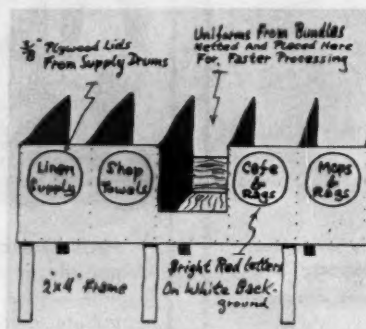 3/8" Plywood Lids
From Supply Drums
Uniforms From Bundles
Netted And Placed Here
For Faster Processing
Linen
Supply
Shop
Towels
Cafe
&
Rags
Mops
&
Rags
2"x4" Frame
Bright Red Letters
On White Back-
ground